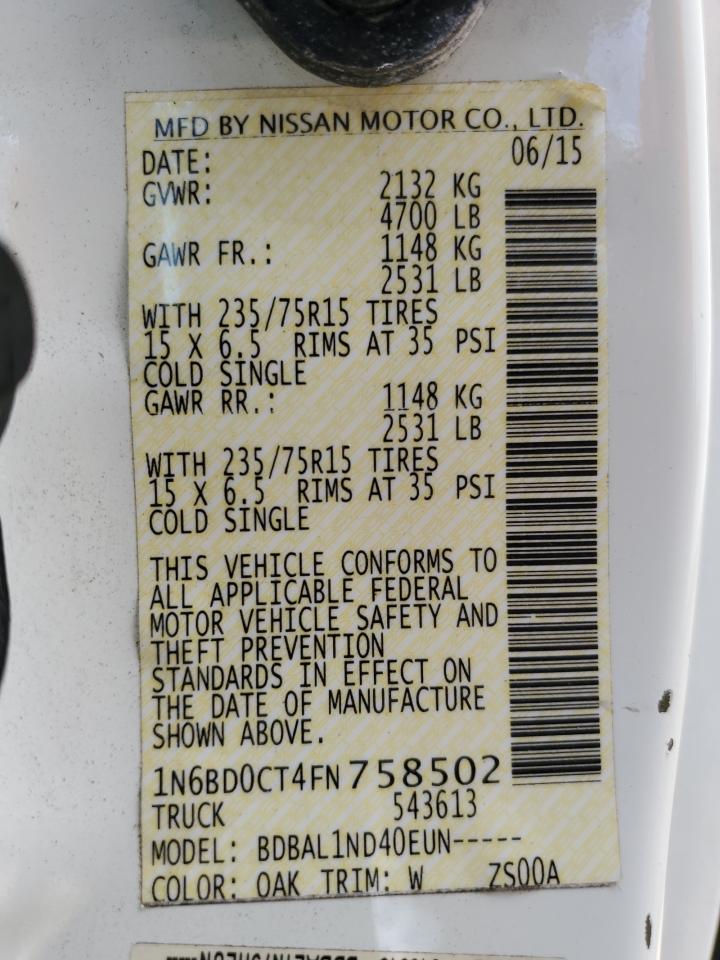 MFD BY NISSAN MOTOR CO., LTD.
DATE: 06/15
GVWR: 2132 KG
4700 LB
GAWR FR.: 1148 KG
2531 LB
WITH 235/75R15 TIRES
15 X 6.5 RIMS AT 35 PSI
COLD SINGLE
GAWR RR.: 1148 KG
2531 LB
WITH 235/75R15 TIRES
15 X 6.5 RIMS AT 35 PSI
COLD SINGLE
THIS VEHICLE CONFORMS TO
ALL APPLICABLE FEDERAL
MOTOR VEHICLE SAFETY AND
THEFT PREVENTION
STANDARDS IN EFFECT ON
THE DATE OF MANUFACTURE
SHOWN ABOVE.
1N6BD0CT4FN758502
TRUCK 543613
MODEL: BDBAL1ND40EUN-----
COLOR: OAK TRIM: W ZS00A